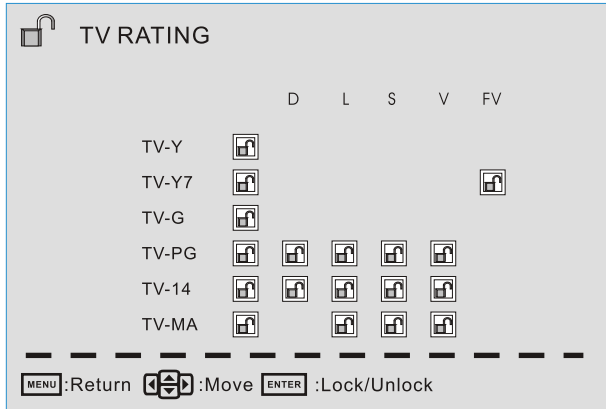 TV RATING
D L S V FV
TV-Y
TV-Y7
TV-G
TV-PG
TV-14
TV-MA
MENU :Return :Move ENTER :Lock/Unlock